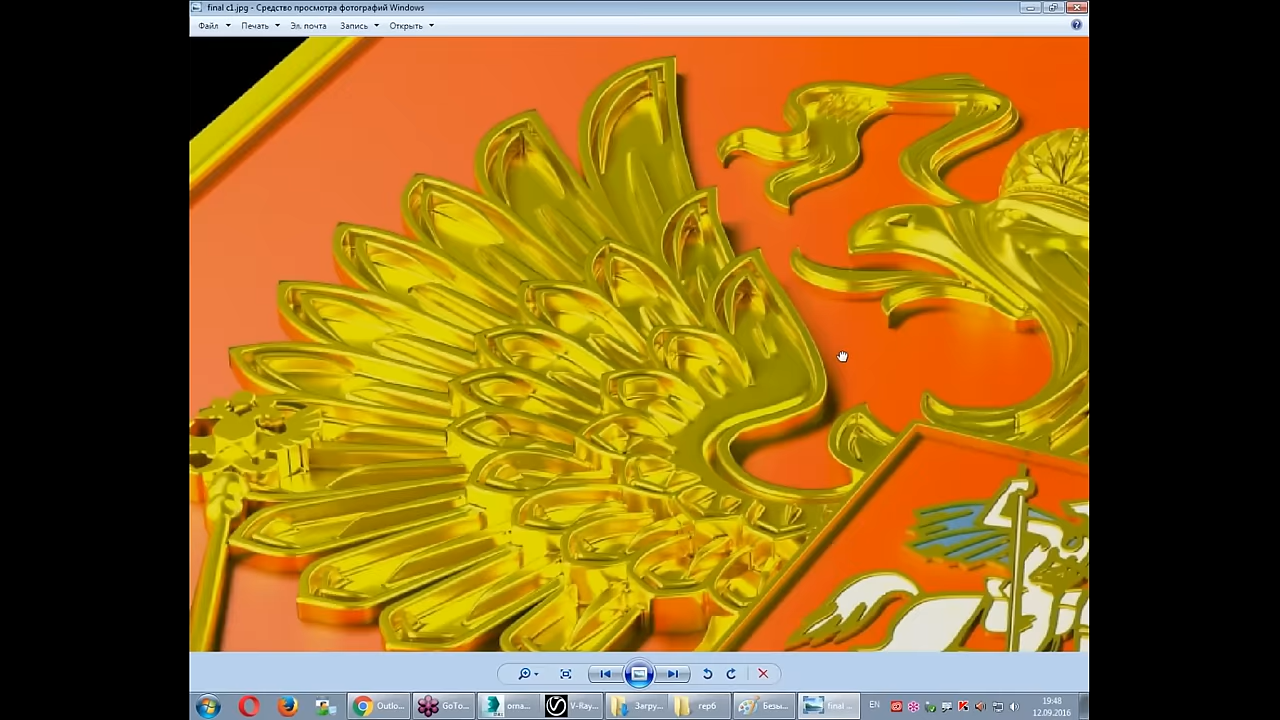 final c1.jpg - Средство просмотра фотографий Windows
Файл Печать Эл. почта Запись Открыть
Outlo... GoTo... orna... V-Ray... Загру... герб Безы... final ... EN 19:48
12.09.2016